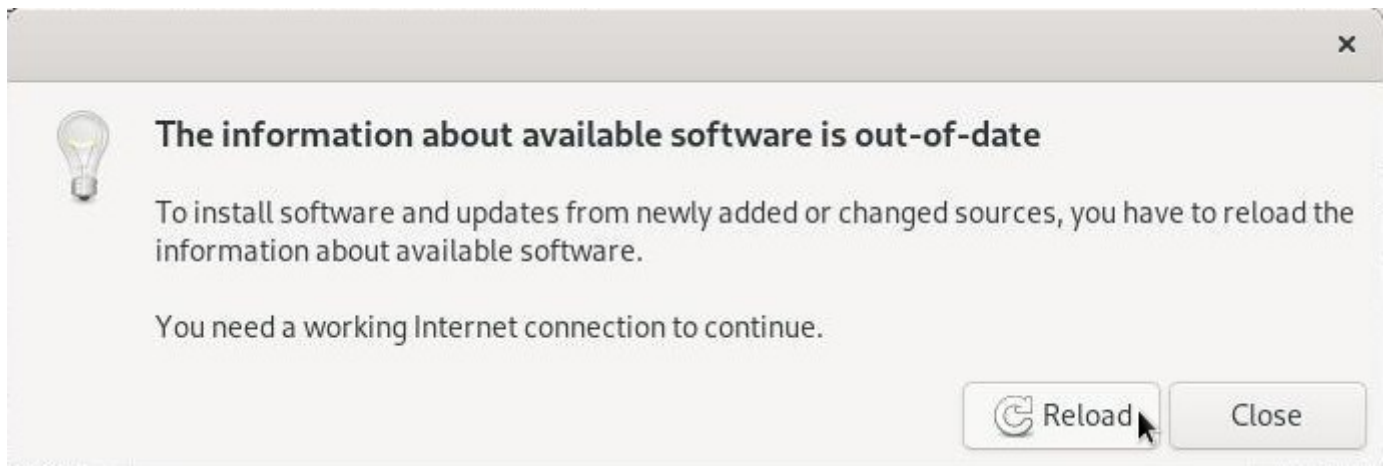 The information about available software is out-of-date
To install software and updates from newly added or changed sources, you have to reload the
information about available software.
You need a working Internet connection to continue.
Reload
Close